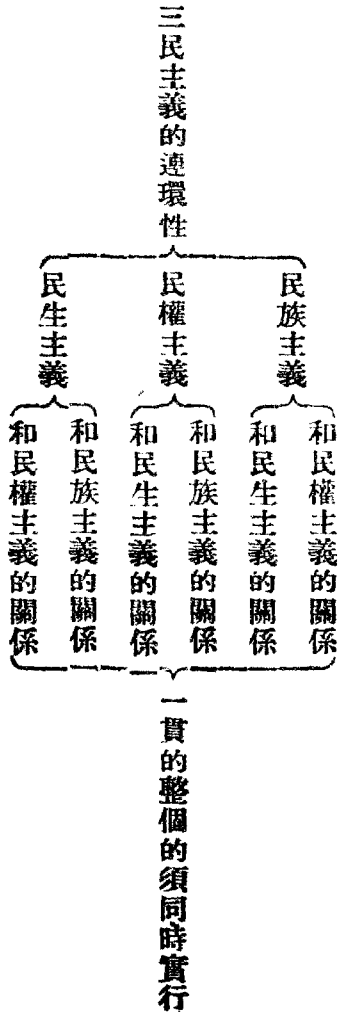 三民主義的連環性
民族主義
和民權主義的關係
和民生主義的關係
民權主義
和民族主義的關係
和民生主義的關係
民生主義
和民族主義的關係
和民權主義的關係
一貫的整個的須同時實行